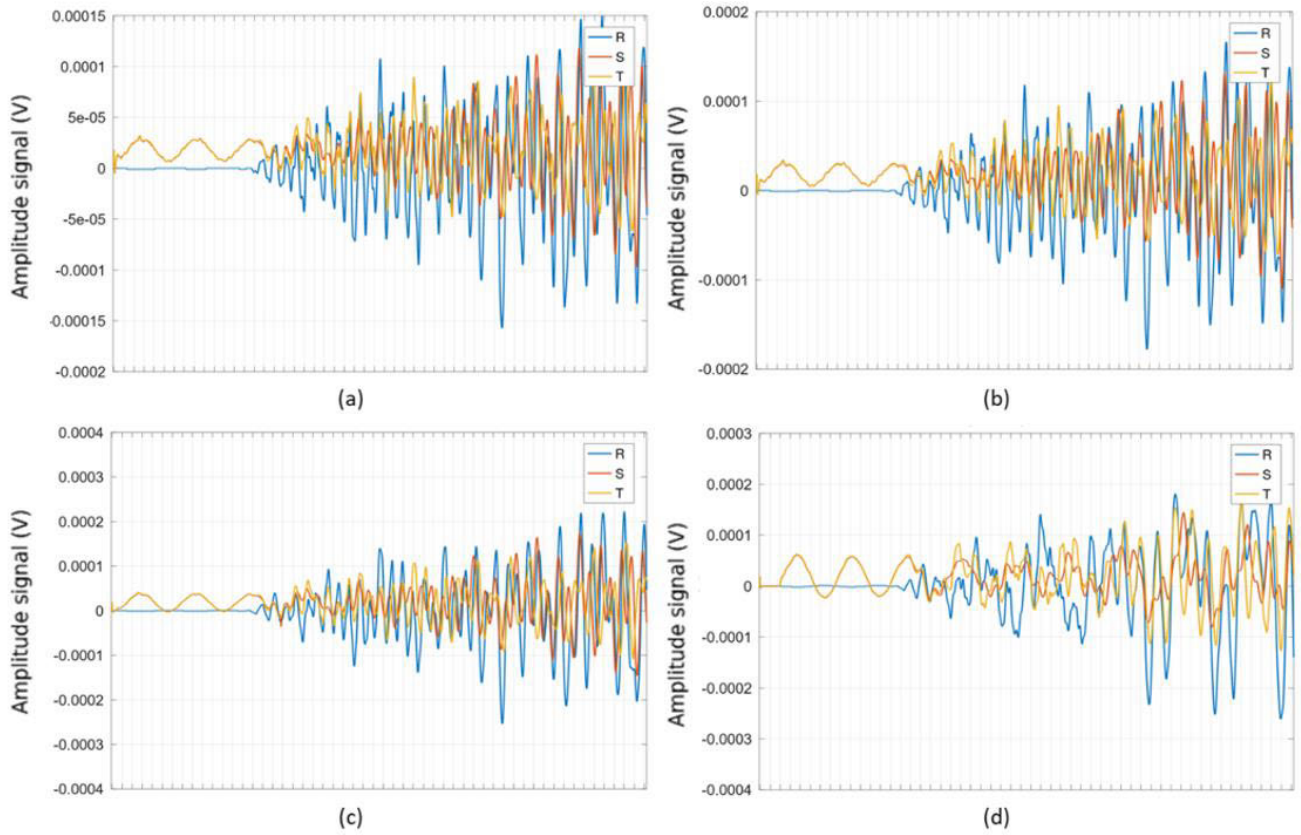 0.00015
0.0001
5e-05
0
-5e-05
-0.0001
-0.00015
-0.0002
Amplitude signal (V)
R
S
T
(a)
0.0002
0.0001
0
-0.0001
-0.0002
Amplitude signal (V)
R
S
T
(b)
0.0004
0.0003
0.0002
0.0001
0
-0.0001
-0.0002
-0.0003
-0.0004
Amplitude signal (V)
R
S
T
(c)
0.0003
0.0002
0.0001
0
-0.0001
-0.0002
-0.0003
-0.0004
Amplitude signal (V)
R
S
T
(d)